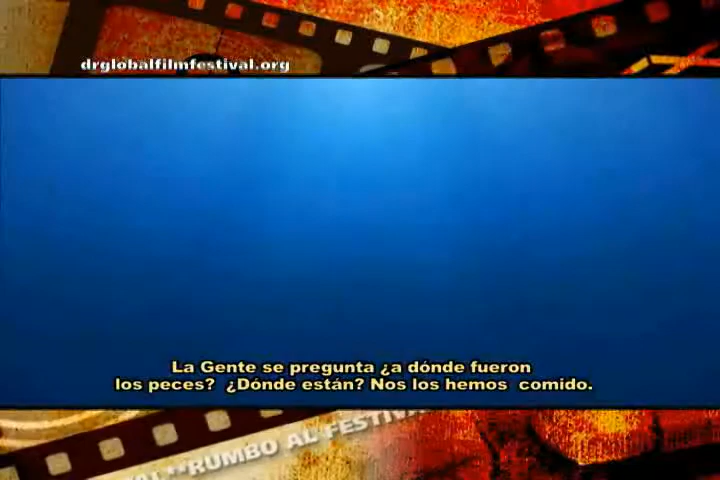 drglobalfilmfestival.org
La Gente se pregunta ¿a dónde fueron
los peces? ¿Dónde están? Nos los hemos comido.
**RUMBO AL FESTIVA